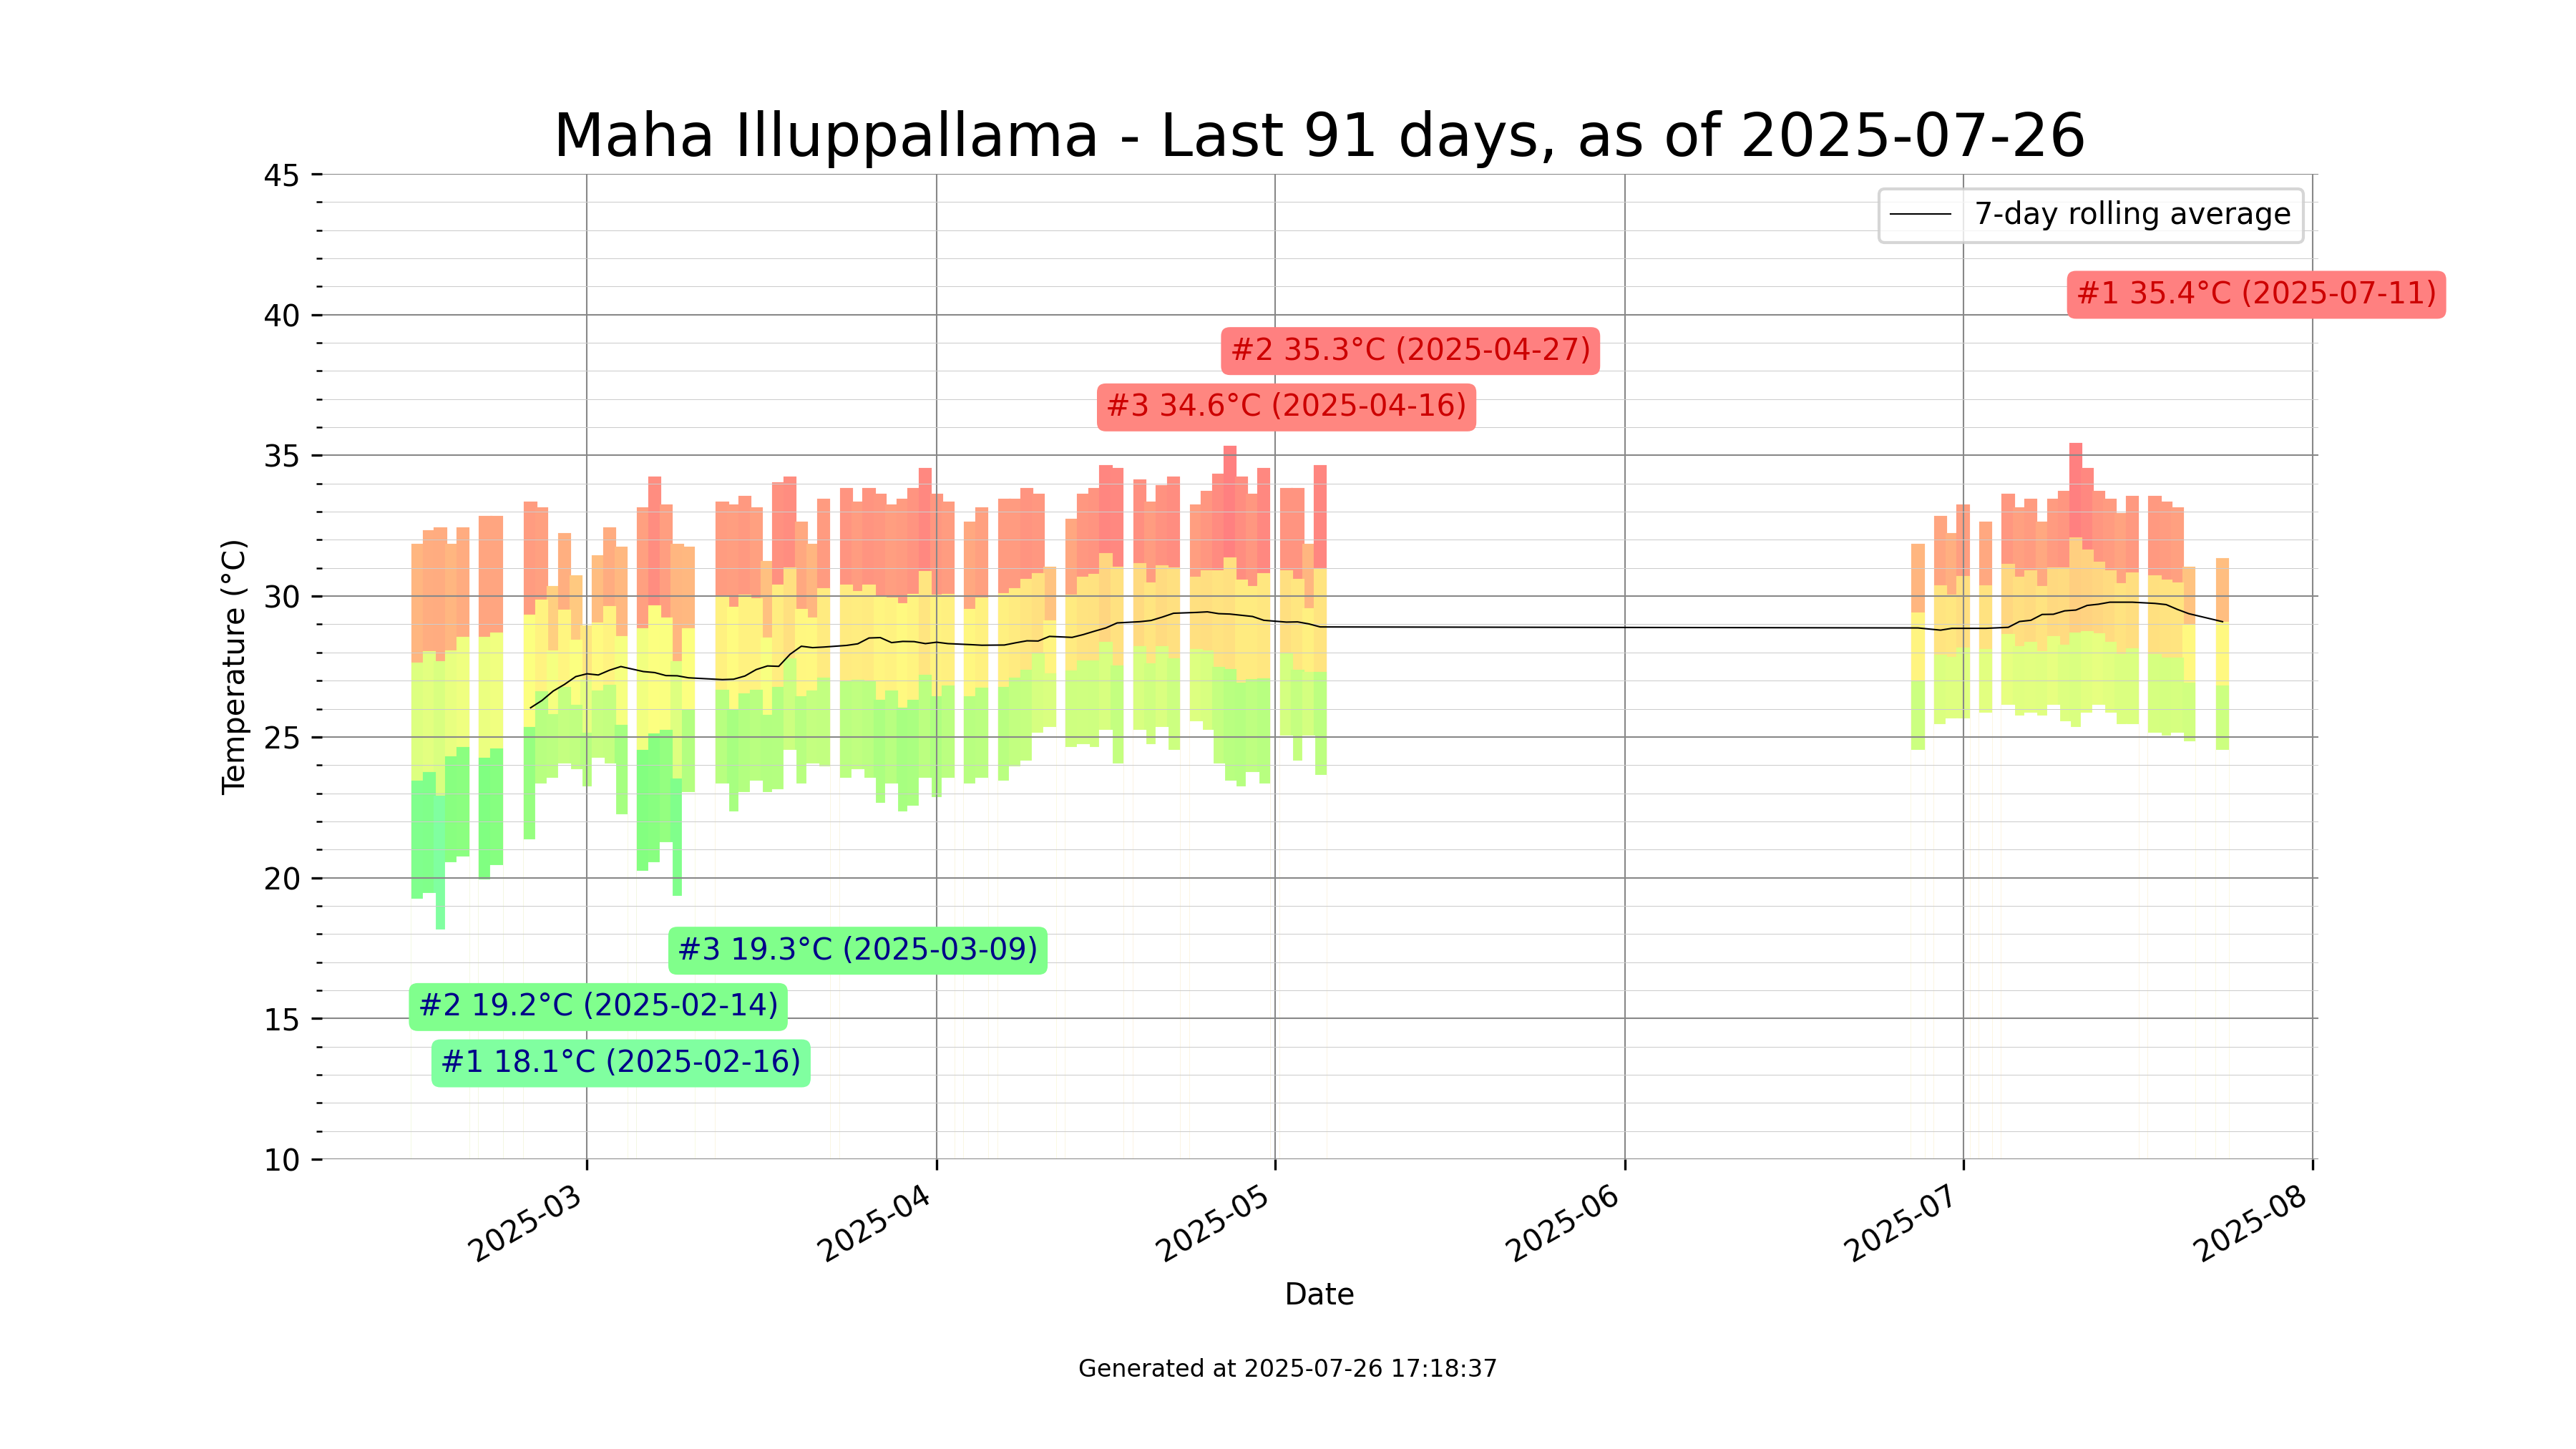 Maha Illuppallama - Last 91 days, as of 2025-07-26
45
7-day rolling average
#1 35.4°C (2025-07-11)
40
#2 35.3°C (2025-04-27)
#3 34.6°C (2025-04-16)
35
30
Temperature (°C)
25
20
#3 19.3°C (2025-03-09)
#2 19.2°C (2025-02-14)
15
#1 18.1°C (2025-02-16)
10
2025-03
2025-04
2025-05
2025-06
2025-07
2025-08
Date
Generated at 2025-07-26 17:18:37